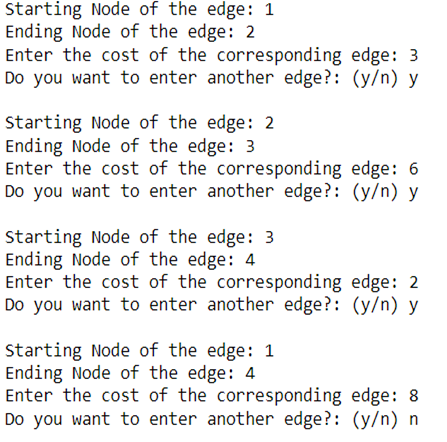 Starting Node of the edge: 1
Ending Node of the edge: 2
Enter the cost of the corresponding edge: 3
Do you want to enter another edge?: (y/n) y
Starting Node of the edge: 2
Ending Node of the edge: 3
Enter the cost of the corresponding edge: 6
Do you want to enter another edge?: (y/n) y
Starting Node of the edge: 3
Ending Node of the edge: 4
Enter the cost of the corresponding edge: 2
Do you want to enter another edge?: (y/n) y
Starting Node of the edge: 1
Ending Node of the edge: 4
Enter the cost of the corresponding edge: 8
Do you want to enter another edge?: (y/n) n